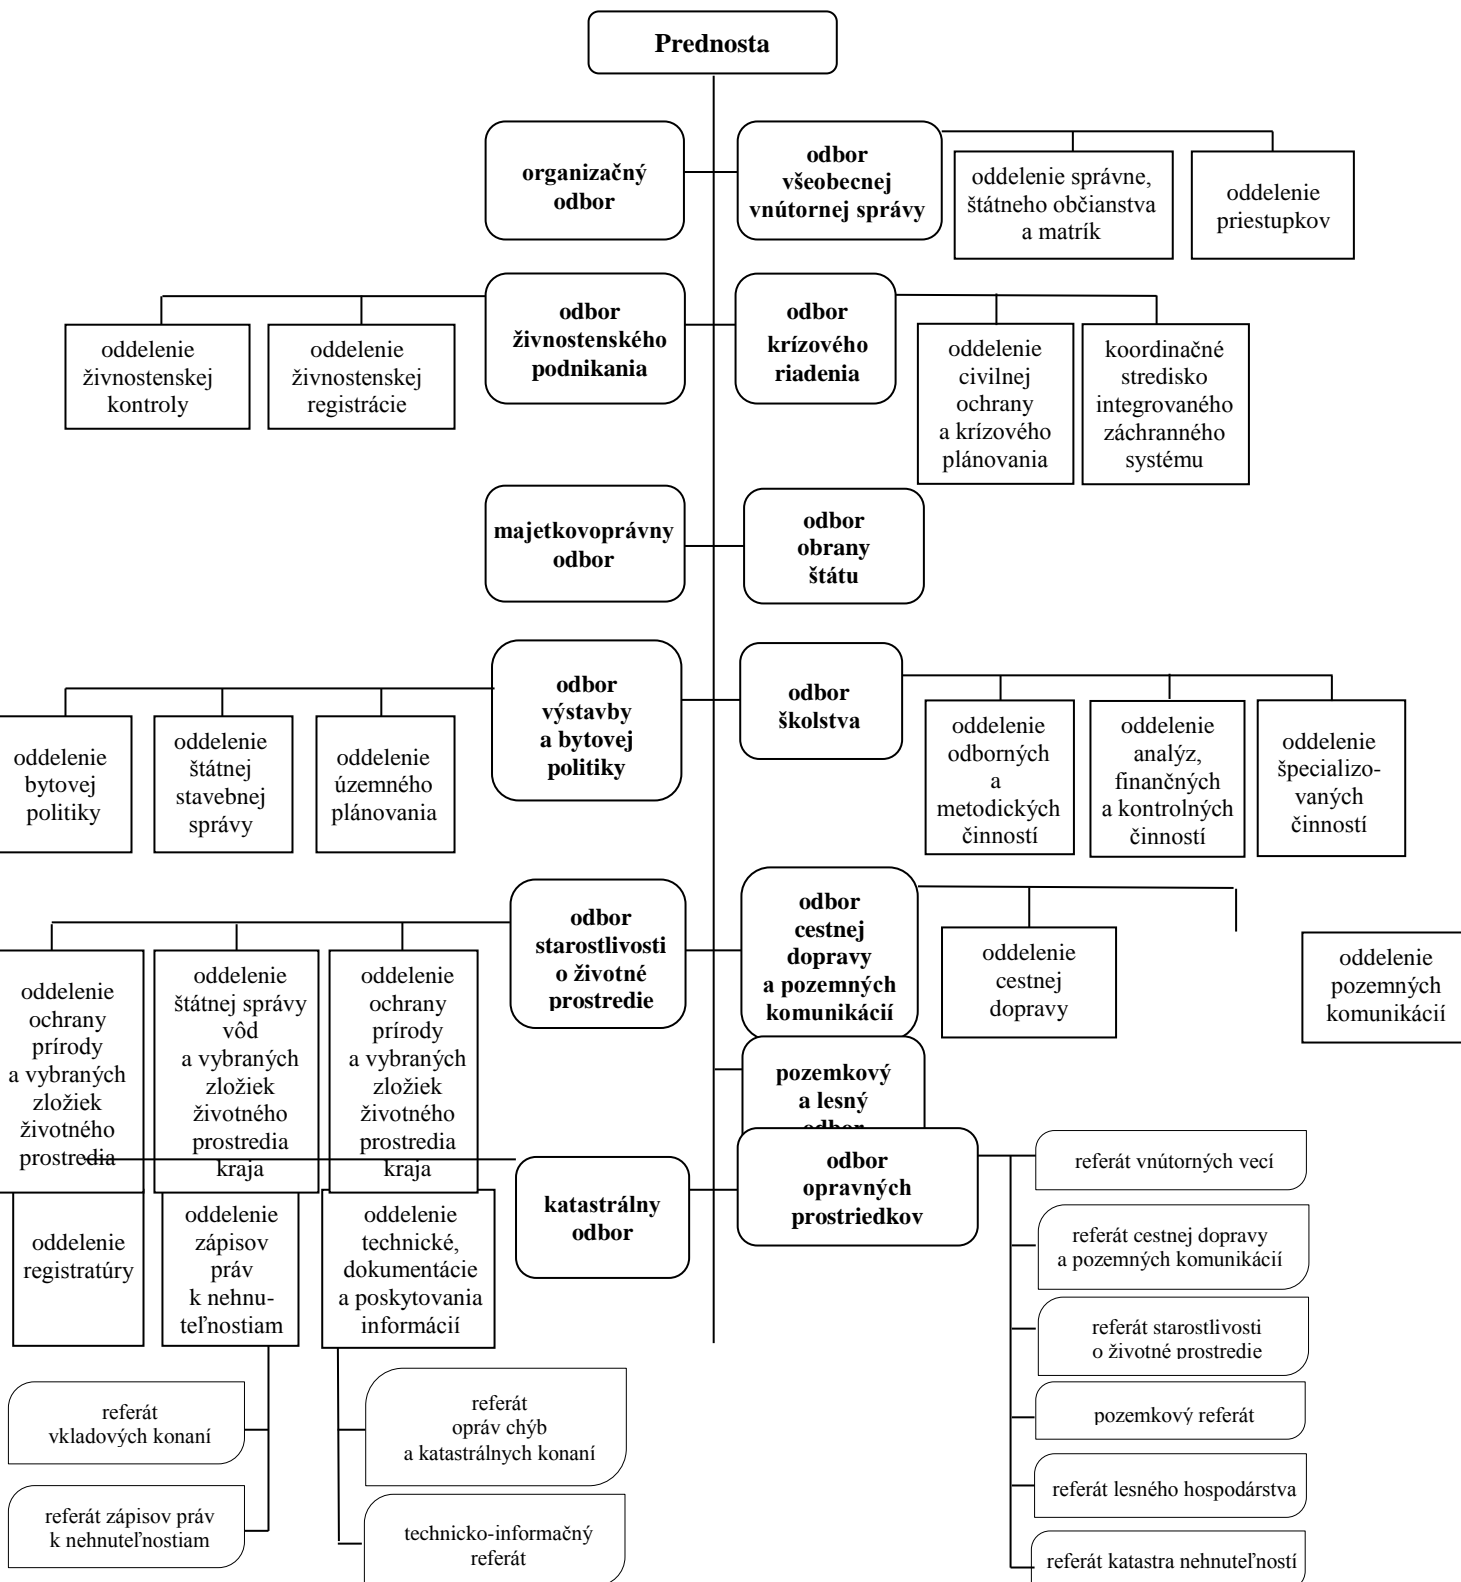 Prednosta
organizačný
odbor
odbor
všeobecnej
vnútornej správy
oddelenie správne,
štátneho občianstva
a matrík
oddelenie
priestupkov
oddelenie
živnostenskej
kontroly
oddelenie
živnostenskej
registrácie
odbor
živnostenského
podnikania
odbor
krízového
riadenia
oddelenie
civilnej
ochrany
a krízového
plánovania
koordinačné
stredisko
integrovaného
záchranného
systému
majetkovoprávny
odbor
odbor
obrany
štátu
oddelenie
bytovej
politiky
oddelenie
štátnej
stavebnej
správy
oddelenie
územného
plánovania
odbor
výstavby
a bytovej
politiky
odbor
školstva
oddelenie
odborných
a
metodických
činností
oddelenie
analýz,
finančných
a kontrolných
činností
oddelenie
špecializo-
vaných
činností
oddelenie
ochrany
prírody
a vybraných
zložiek
životného
prostredia
oddelenie
štátnej správy
vôd
a vybraných
zložiek
životného
prostredia
kraja
oddelenie
ochrany
prírody
a vybraných
zložiek
životného
prostredia
kraja
odbor
starostlivosti
o životné
prostredie
odbor
cestnej
dopravy
a pozemných
komunikácií
oddelenie
cestnej
dopravy
oddelenie
pozemných
komunikácií
pozemkový
a lesný
odbor
oddelenie
registratúry
oddelenie
zápisov
práv
k nehnu-
teľnostiam
oddelenie
technické,
dokumentácie
a poskytovania
informácií
katastrálny
odbor
odbor
opravných
prostriedkov
referát vnútorných vecí
referát cestnej dopravy
a pozemných komunikácií
referát starostlivosti
o životné prostredie
pozemkový referát
referát lesného hospodárstva
referát katastra nehnuteľností
referát
vkladových konaní
referát
opráv chýb
a katastrálnych konaní
referát zápisov práv
k nehnuteľnostiam
technicko-informačný
referát